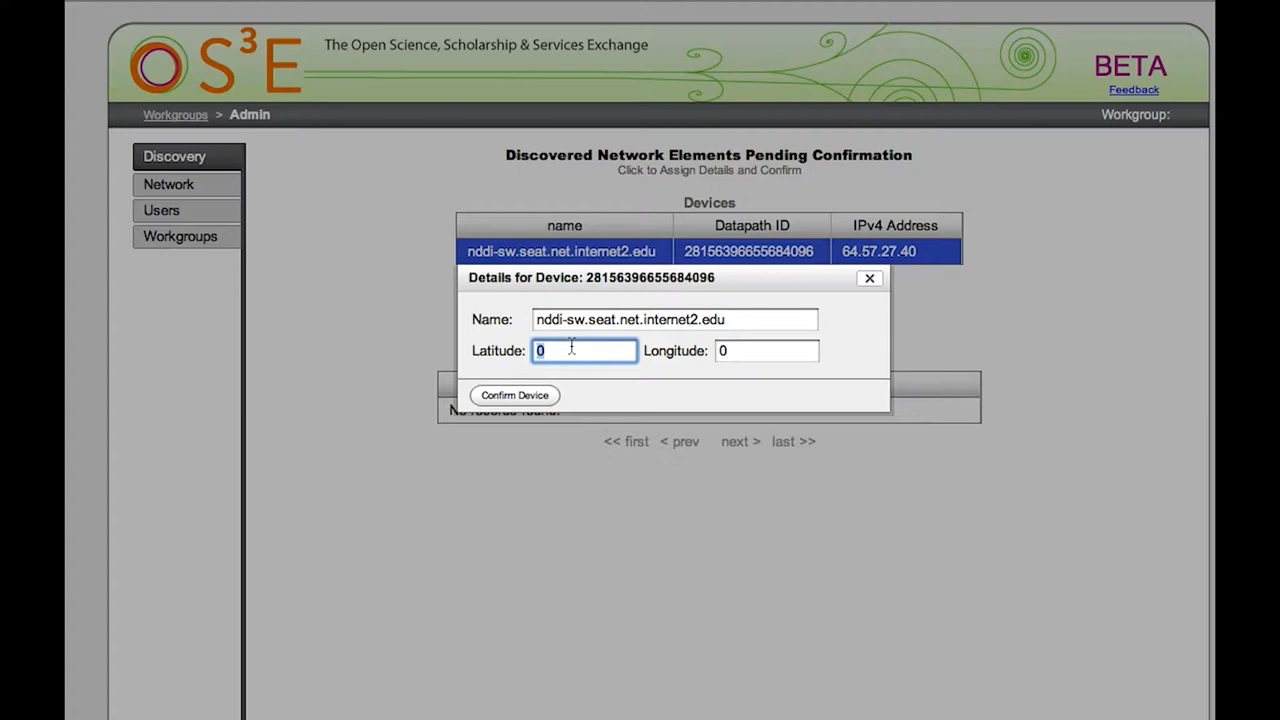 OS³E
The Open Science, Scholarship & Services Exchange
BETA
Feedback
Workgroups > Admin
Workgroup:
Discovery
Network
Users
Workgroups
Discovered Network Elements Pending Confirmation
Click to Assign Details and Confirm
Devices
name Datapath ID IPv4 Address
nddi-sw.seat.net.internet2.edu 28156396655684096 64.57.27.40
Details for Device: 28156396655684096
Name: nddi-sw.seat.net.internet2.edu
Latitude: 0 Longitude: 0
Confirm Device
No records found.
<< first < prev next > last >>